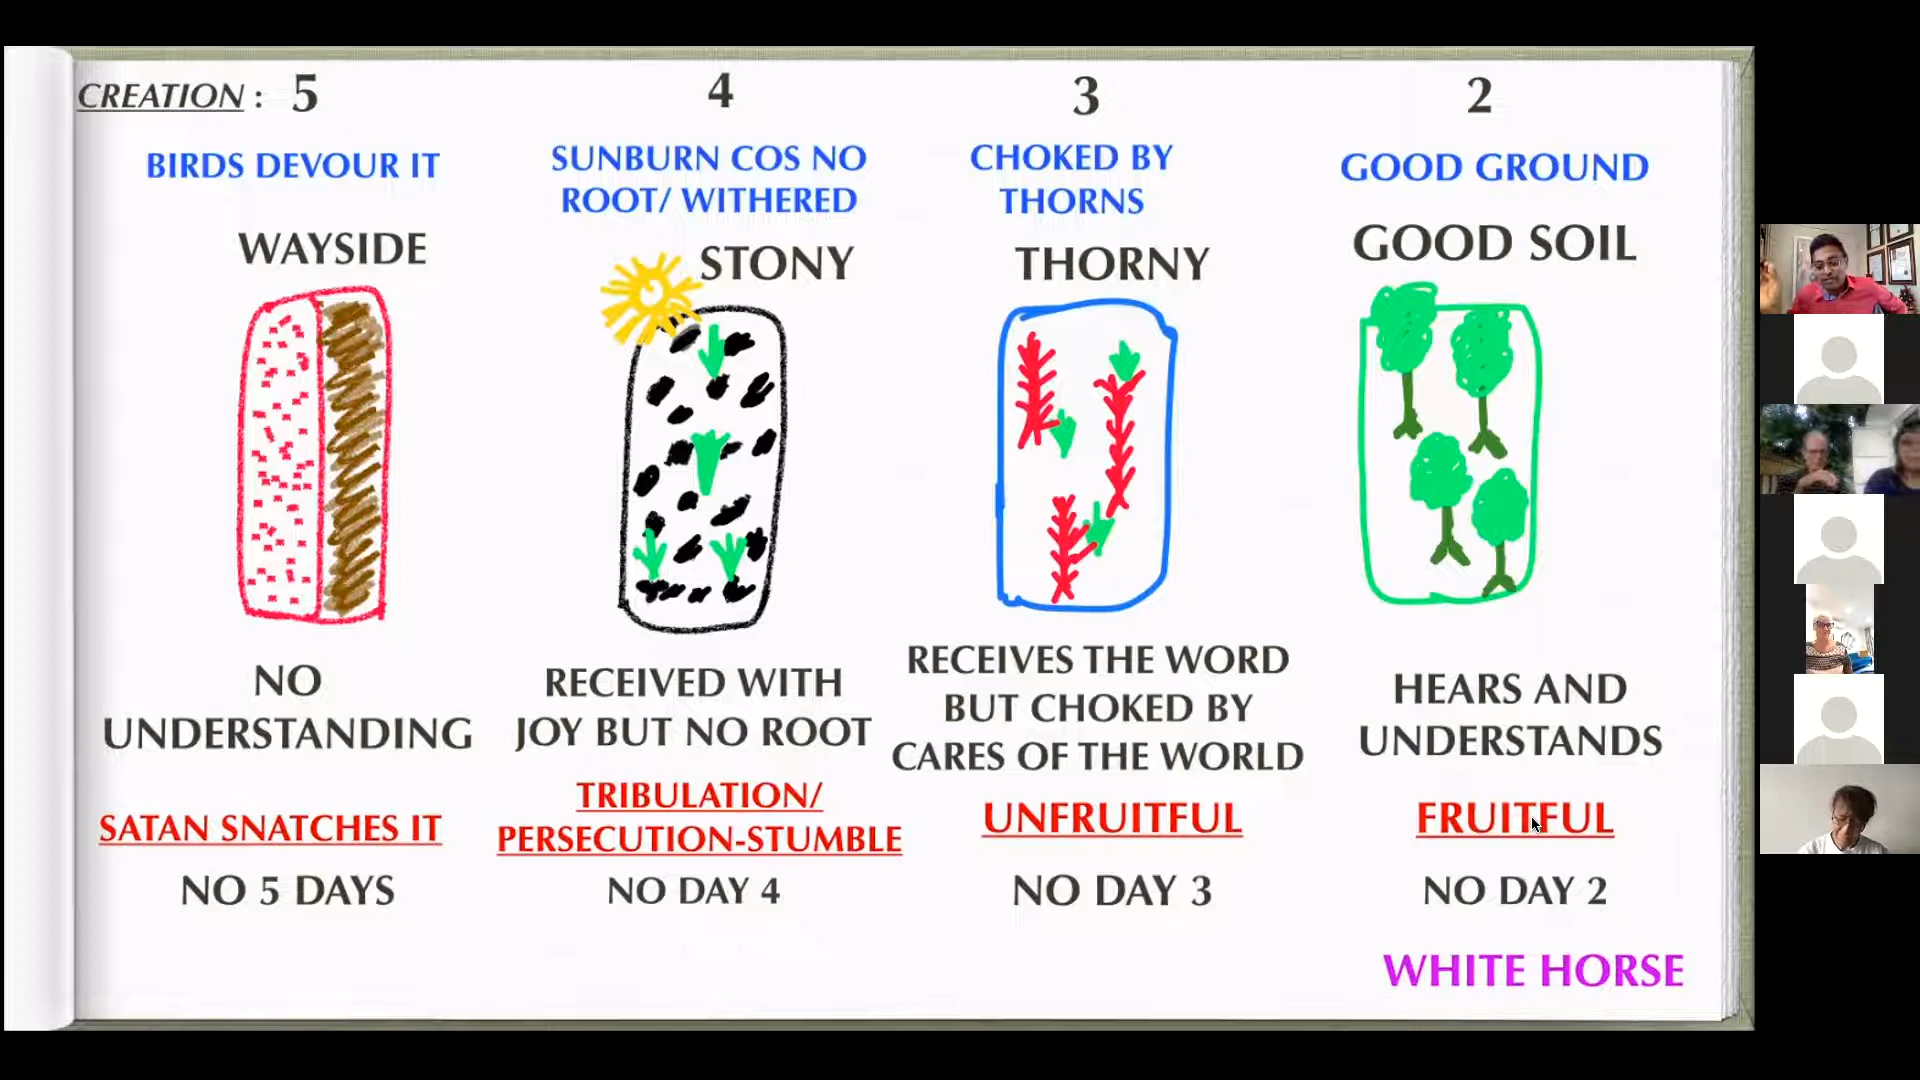 CREATION : 5
BIRDS DEVOUR IT
WAYSIDE
NO
UNDERSTANDING
SATAN SNATCHES IT
NO 5 DAYS
4
SUNBURN COS NO
ROOT/ WITHERED
STONY
RECEIVED WITH
JOY BUT NO ROOT
TRIBULATION/
PERSECUTION-STUMBLE
NO DAY 4
3
CHOKED BY
THORNS
THORNY
RECEIVES THE WORD
BUT CHOKED BY
CARES OF THE WORLD
UNFRUITFUL
NO DAY 3
2
GOOD GROUND
GOOD SOIL
HEARS AND
UNDERSTANDS
FRUITFUL
NO DAY 2
WHITE HORSE